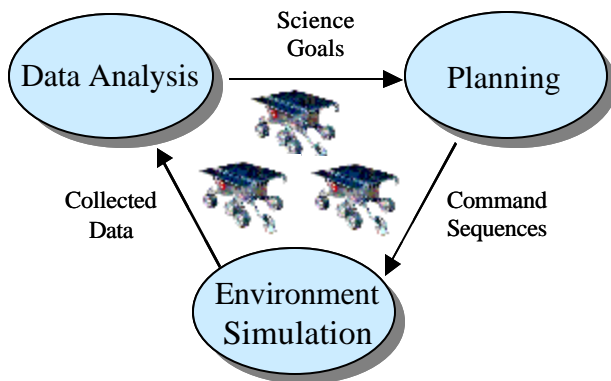 Science
Goals
Data Analysis
Planning
Collected
Data
Command
Sequences
Environment
Simulation